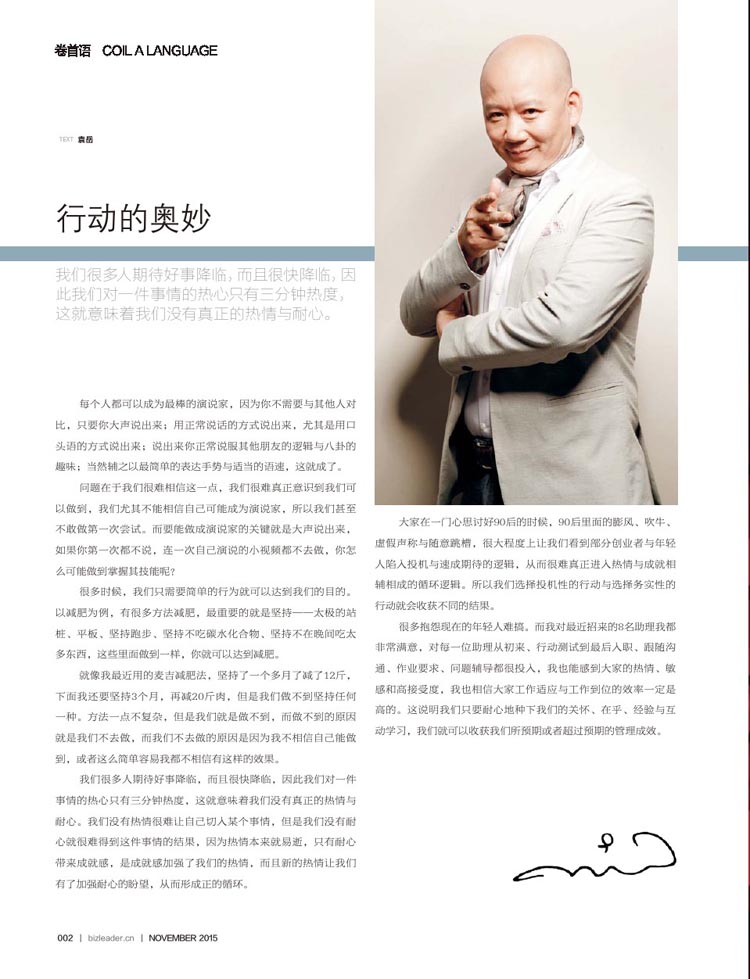 卷首语 COIL A LANGUAGE
TEXT 袁岳
行动的奥妙
我们很多人期待好事降临，而且很快降临，因
此我们对一件事情的热心只有三分钟热度，
这就意味着我们没有真正的热情与耐心。
每个人都可以成为最棒的演说家，因为你不需要与其他人对
比，只要你大声说出来；用正常说话的方式说出来，尤其是用口
头语的方式说出来；说出来你正常说服其他朋友的逻辑与八卦的
趣味；当然辅之以最简单的表达手势与适当的语速，这就成了。
问题在于我们很难相信这一点，我们很难真正意识到我们可
以做到，我们尤其不能相信自己可能成为演说家，所以我们甚至
不敢做第一次尝试。而要能做成演说家的关键就是大声说出来，
如果你第一次都不说，连一次自己演说的小视频都不去做，你怎
么可能做到掌握其技能呢？
很多时候，我们只需要简单的行为就可以达到我们的目的。
以减肥为例，有很多方法减肥，最重要的就是坚持——太极的站
桩、平板、坚持跑步、坚持不吃碳水化合物、坚持不在晚间吃太
多东西，这些里面做到一样，你就可以达到减肥。
就像我最近用的麦吉减肥法，坚持了一个多月了减了12斤，
下面我还要坚持3个月，再减20斤肉，但是我们做不到坚持任何
一种。方法一点不复杂，但是我们就是做不到，而做不到的原因
就是我们不去做，而我们不去做的原因是因为我不相信自己能做
到，或者这么简单容易我都不相信有这样的效果。
我们很多人期待好事降临，而且很快降临，因此我们对一件
事情的热心只有三分钟热度，这就意味着我们没有真正的热情与
耐心。我们没有热情很难让自己切入某个事情，但是我们没有耐
心就很难得到这件事情的结果，因为热情本来就易逝，只有耐心
带来成就感，是成就感加强了我们的热情，而且新的热情让我们
有了加强耐心的盼望，从而形成正的循环。
大家在一门心思讨好90后的时候，90后里面的膨风、吹牛、
虚假声称与随意跳槽，很大程度上让我们看到部分创业者与年轻
人陷入投机与速成期待的逻辑，从而很难真正进入热情与成就相
辅相成的循环逻辑。所以我们选择投机性的行动与选择务实性的
行动就会收获不同的结果。
很多抱怨现在的年轻人难搞。而我对最近招来的8名助理我都
非常满意，对每一位助理从初来、行动测试到最后入职、跟随沟
通、作业要求、问题辅导都很投入，我也能感到大家的热情、敏
感和高接受度，我也相信大家工作适应与工作到位的效率一定是
高的。这说明我们只要耐心地种下我们的关怀、在乎、经验与互
动学习，我们就可以收获我们所预期或者超过预期的管理成效。
002 | bizleader.cn | NOVEMBER 2015